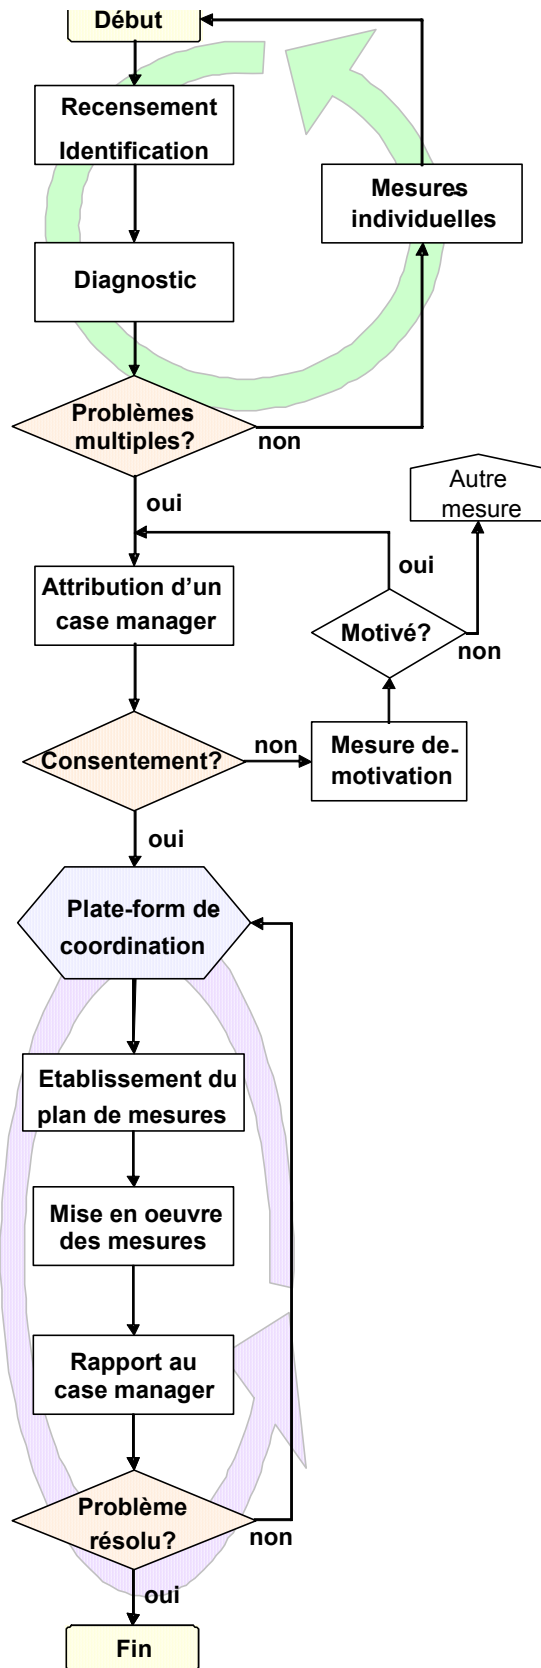 Début
Recensement
Identification
Mesures
individuelles
Diagnostic
Problèmes
multiples?
non
oui
Autre
mesure
oui
Attribution d'un
case manager
Motivé?
non
Consentement?
non
Mesure de-
motivation
oui
Plate-form de
coordination
Etablissement du
plan de mesures
Mise en oeuvre
des mesures
Rapport au
case manager
Problème
résolu?
non
oui
Fin